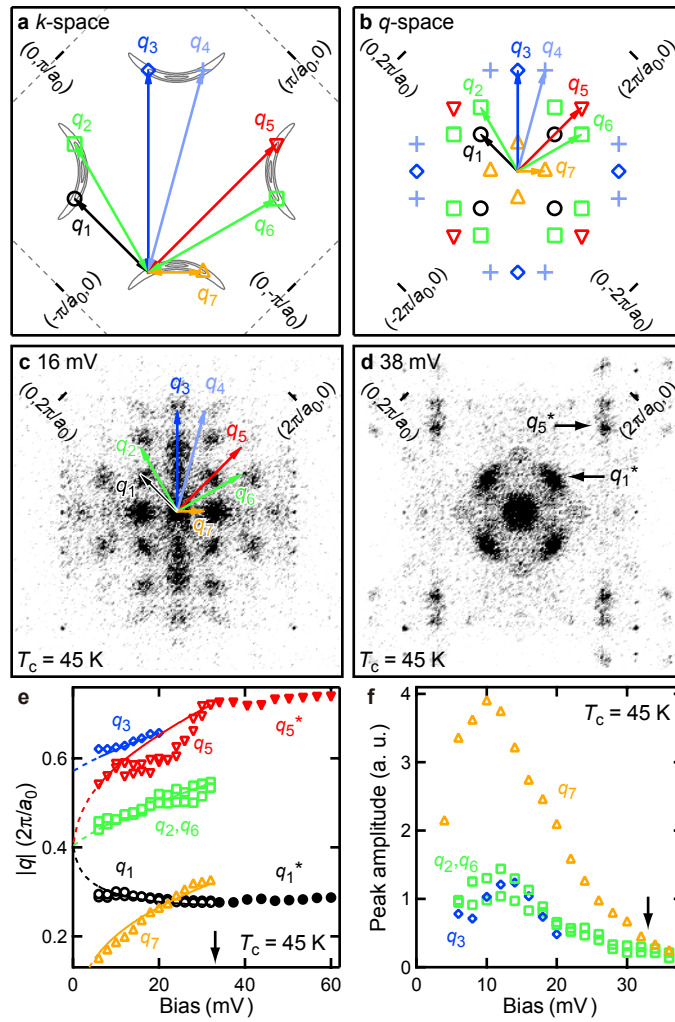 a k-space
q3
q4
(0,π/a0)
(π/a0,0)
q2
q5
q1
q6
q7
(-π/a0,0)
(0,-π/a0)
b q-space
q3
q4
(0,2π/a0)
(2π/a0,0)
q2
q5
q1
q6
q7
(-2π/a0,0)
(0,-2π/a0)
c 16 mV
q3
q4
(0,2π/a0)
(2π/a0,0)
q2
q5
q1
q6
q7
Tc = 45 K
d 38 mV
(0,2π/a0)
(2π/a0,0)
q5*
q1*
Tc = 45 K
e
|q| (2π/a0)
0.6
0.4
0.2
q3
q5
q5*
q2,q6
q1
q1*
q7
Tc = 45 K
0
20
40
60
Bias (mV)
f
Tc = 45 K
Peak amplitude (a. u.)
4
3
2
1
0
q7
q2,q6
q3
0
10
20
30
Bias (mV)